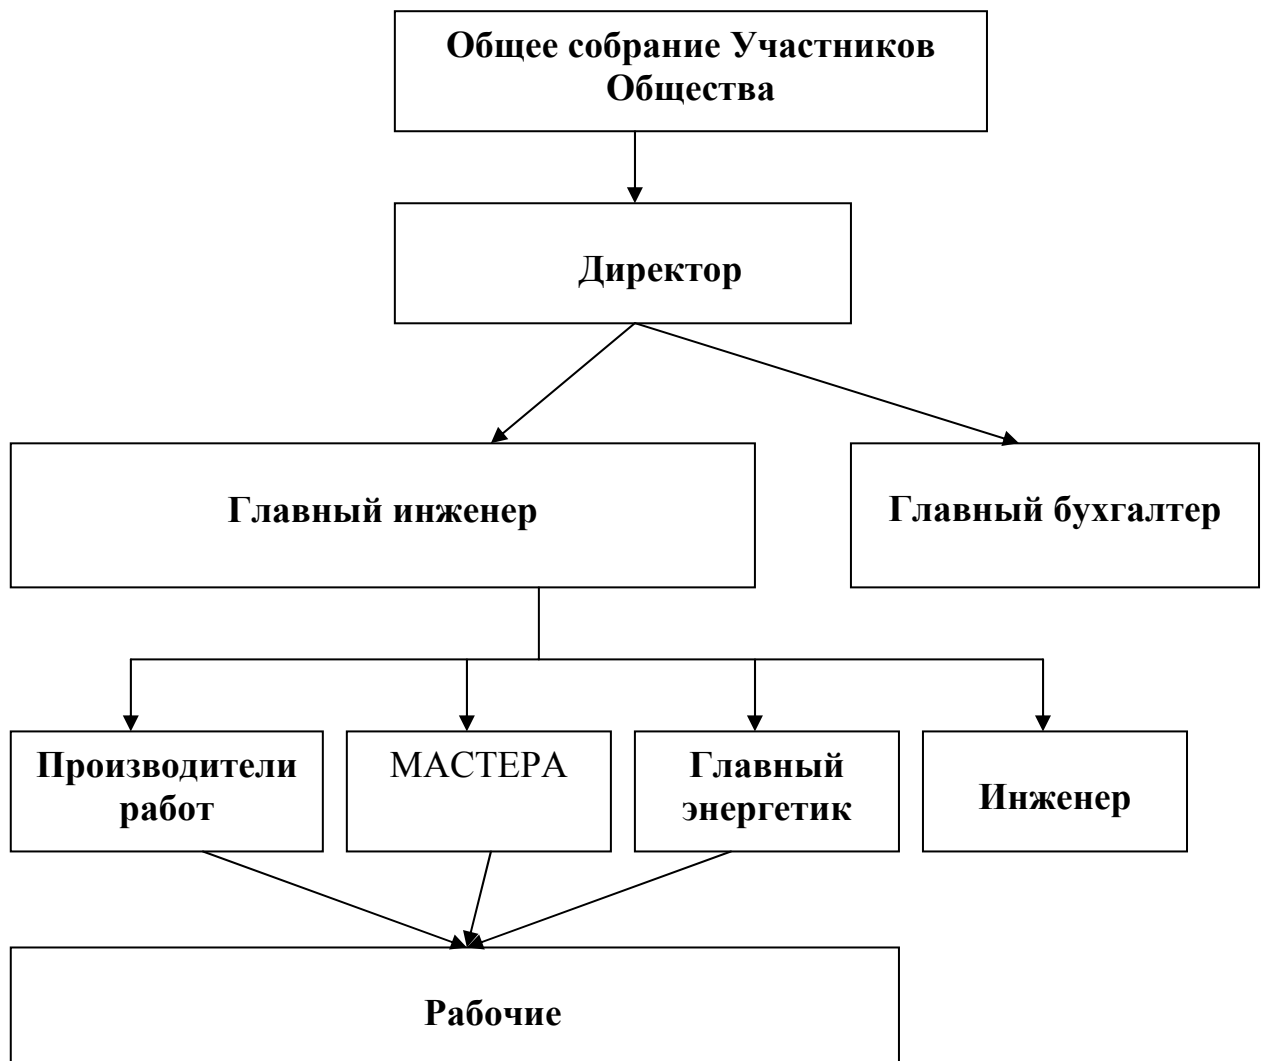 Общее собрание Участников
Общества
Директор
Главный инженер
Главный бухгалтер
Производители
работ
МАСТЕРА
Главный
энергетик
Инженер
Рабочие